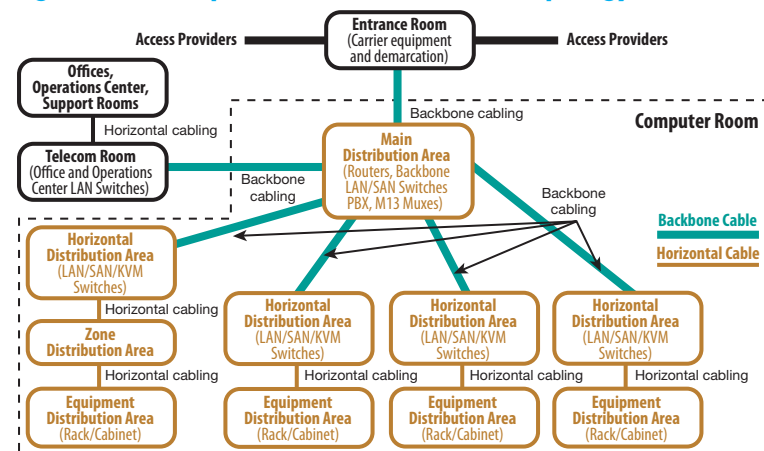 Entrance Room
(Carrier equipment
and demarcation)
Access Providers
Access Providers
Offices,
Operations Center,
Support Rooms
Horizontal cabling
Telecom Room
(Office and Operations
Center LAN Switches)
Backbone cabling
Computer Room
Main
Distribution Area
(Routers, Backbone
LAN/SAN Switches
PBX, M13 Muxes)
Backbone
cabling
Backbone
cabling
Backbone Cable
Horizontal Cable
Horizontal
Distribution Area
(LAN/SAN/KVM
Switches)
Horizontal cabling
Zone
Distribution Area
Horizontal cabling
Equipment
Distribution Area
(Rack/Cabinet)
Horizontal
Distribution Area
(LAN/SAN/KVM
Switches)
Horizontal cabling
Equipment
Distribution Area
(Rack/Cabinet)
Horizontal
Distribution Area
(LAN/SAN/KVM
Switches)
Horizontal cabling
Equipment
Distribution Area
(Rack/Cabinet)
Horizontal
Distribution Area
(LAN/SAN/KVM
Switches)
Horizontal cabling
Equipment
Distribution Area
(Rack/Cabinet)